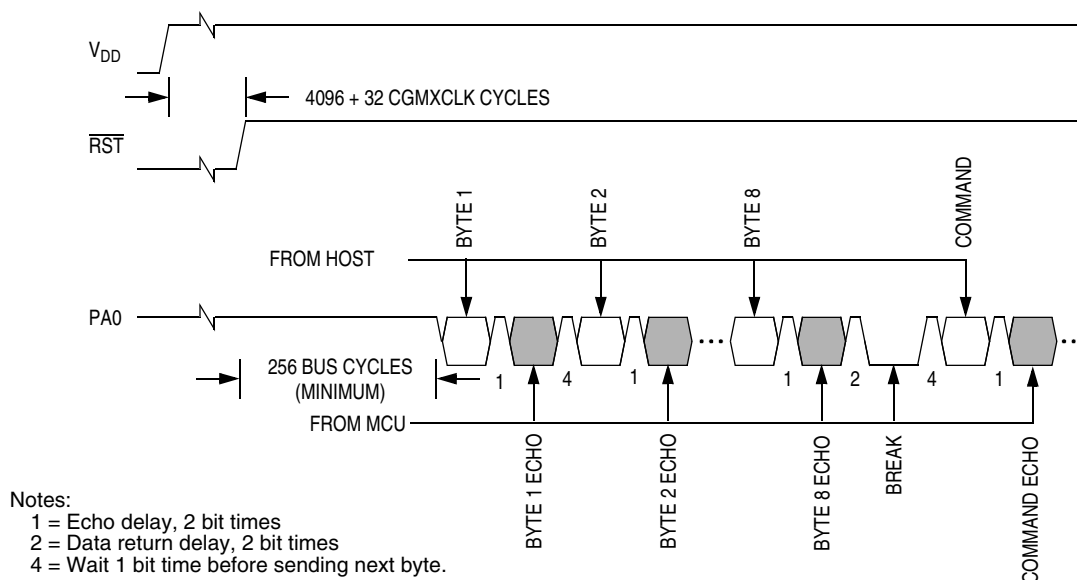 VDD
4096 + 32 CGMXCLK CYCLES
RST
BYTE 1
BYTE 2
BYTE 8
COMMAND
FROM HOST
PA0
256 BUS CYCLES
(MINIMUM)
1
4
1
1
2
4
1
FROM MCU
BYTE 1 ECHO
BYTE 2 ECHO
BYTE 8 ECHO
BREAK
COMMAND ECHO
Notes:
1 = Echo delay, 2 bit times
2 = Data return delay, 2 bit times
4 = Wait 1 bit time before sending next byte.